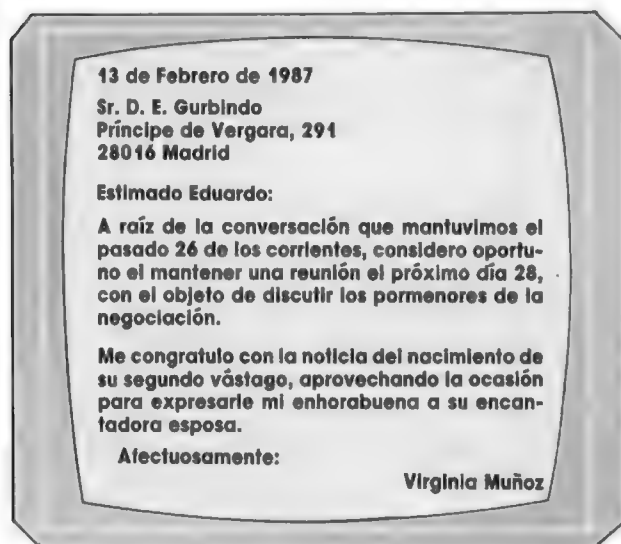 13 de Febrero de 1987
Sr. D. E. Gurbindo
Príncipe de Vergara, 291
28016 Madrid
Estimado Eduardo:
A raíz de la conversación que mantuvimos el
pasado 26 de los corrientes, considero oportu-
no el mantener una reunión el próximo día 28,
con el objeto de discutir los pormenores de la
negociación.
Me congratulo con la noticia del nacimiento de
su segundo vástago, aprovechando la ocasión
para expresarle mi enhorabuena a su encan-
tadora esposa.
Afectuosamente:
Virginia Muñoz